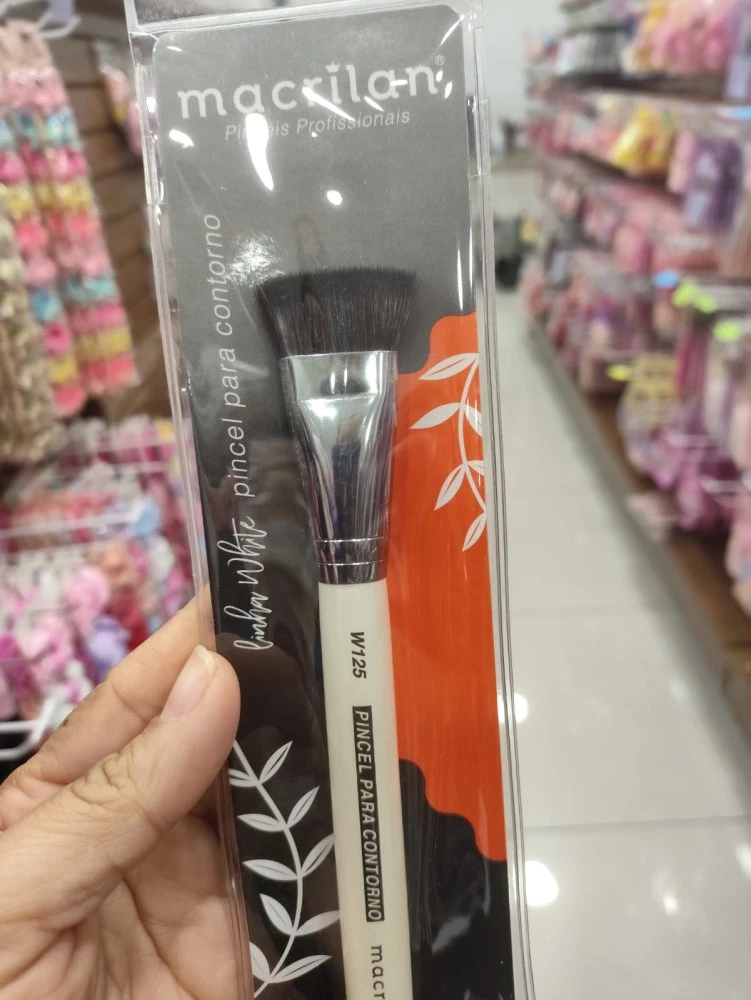 macrilan®
Pincéis Profissionais
linha White pincel para contorno
W125
PINCEL PARA CONTORNO
macr